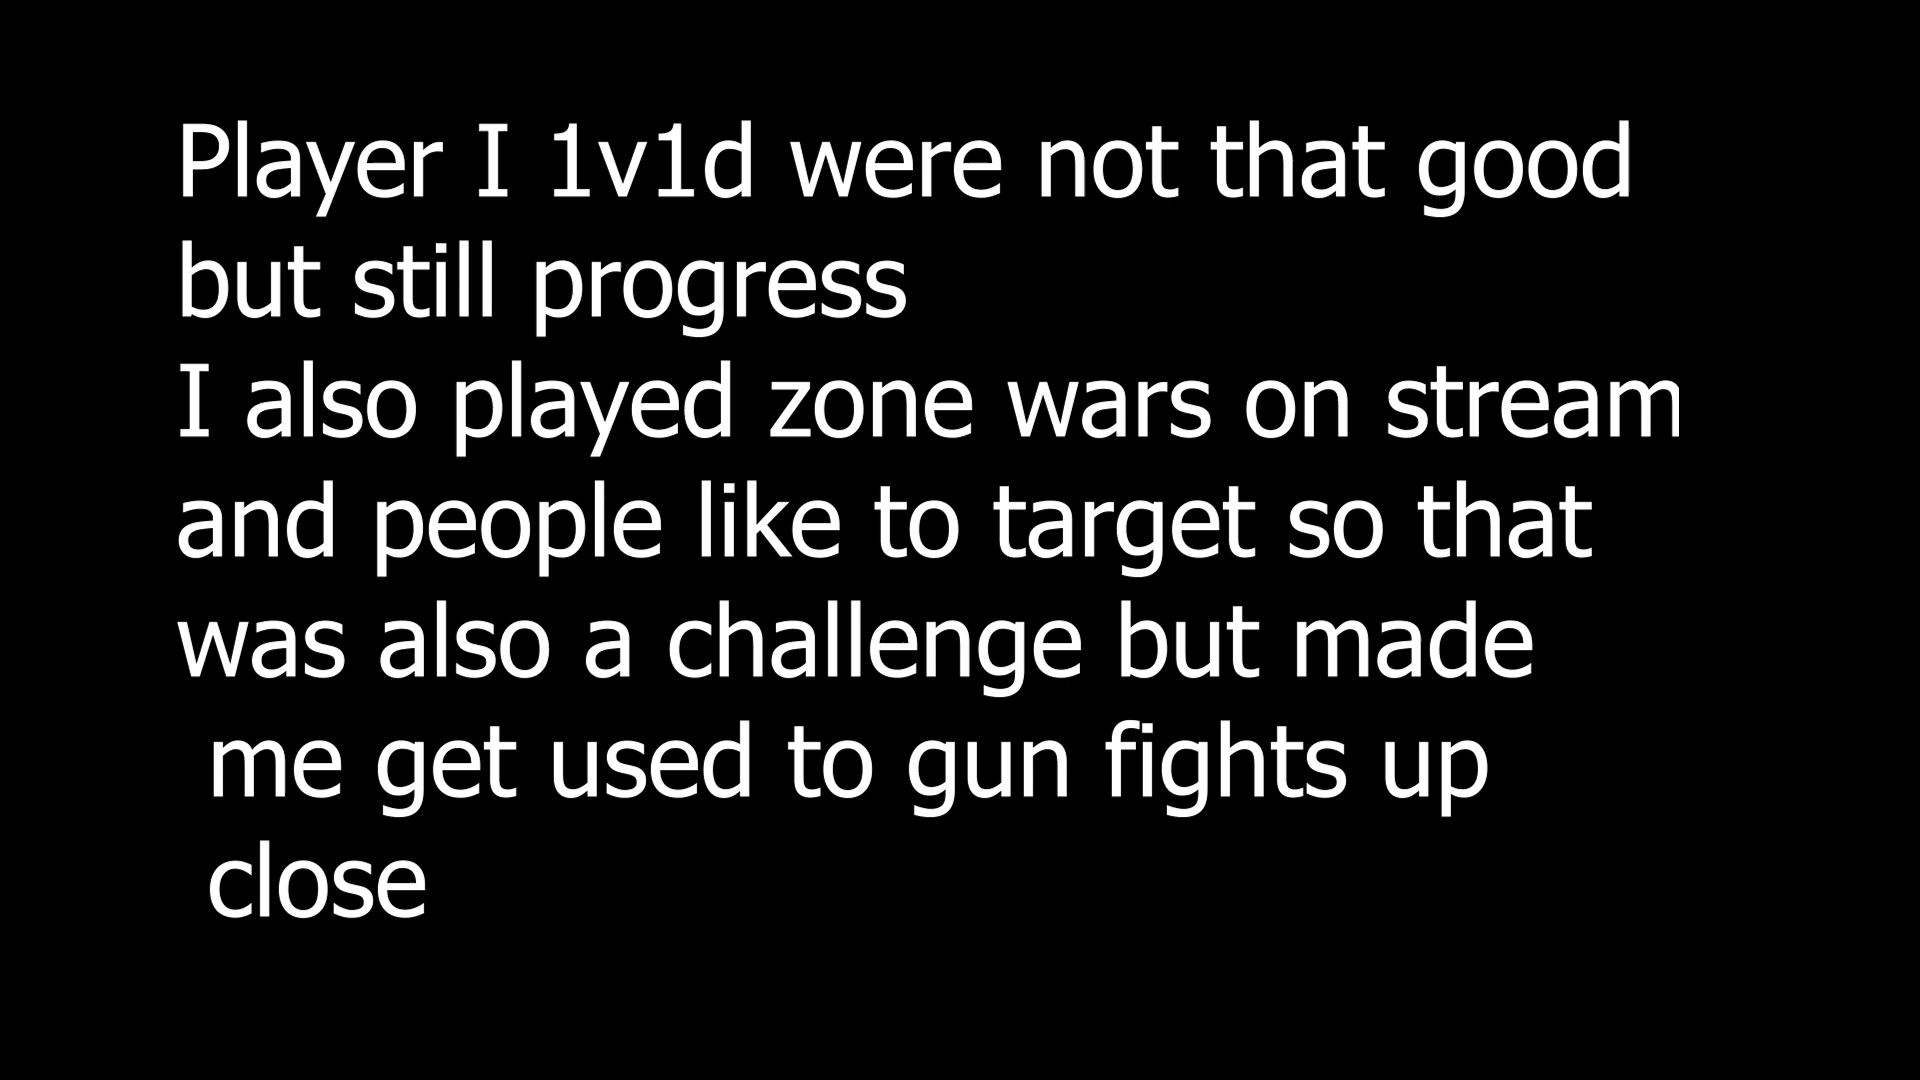 Player I 1v1d were not that good
but still progress
I also played zone wars on stream
and people like to target so that
was also a challenge but made
me get used to gun fights up
close